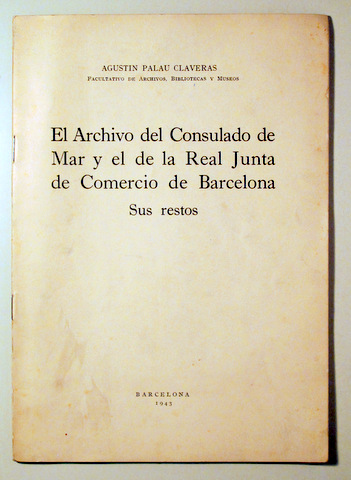 AGUSTIN PALAU CLAVERAS
FACULTATIVO DE ARCHIVOS, BIBLIOTECAS Y MUSEOS
El Archivo del Consulado de
Mar y el de la Real Junta
de Comercio de Barcelona
Sus restos
BARCELONA
1943